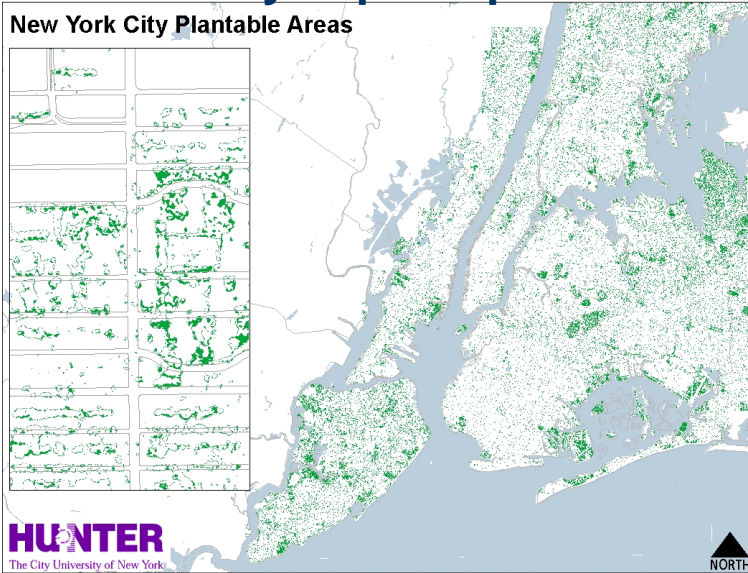 New York City Plantable Areas
HUNTER
The City University of New York
NORTH